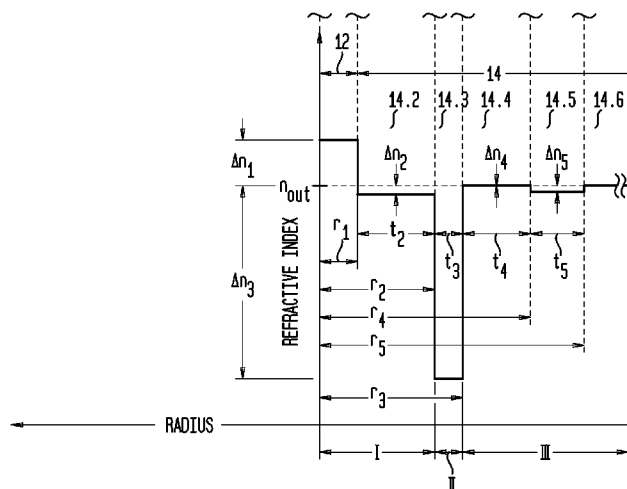 12
14
14.2 14.3 14.4 14.5 14.6
Δn1
Δn2
Δn4
Δn5
nout
REFRACTIVE INDEX
r1
t2
t3
t4
t5
Δn3
r2
r4
r5
r3
RADIUS
I
II
III